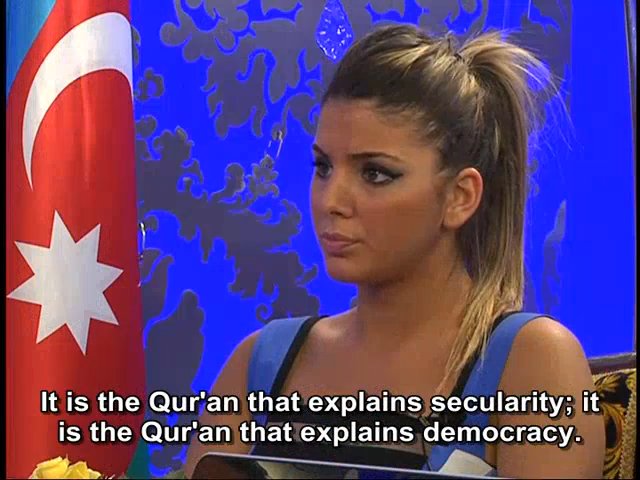 It is the Qur'an that explains secularity; it
is the Qur'an that explains democracy.